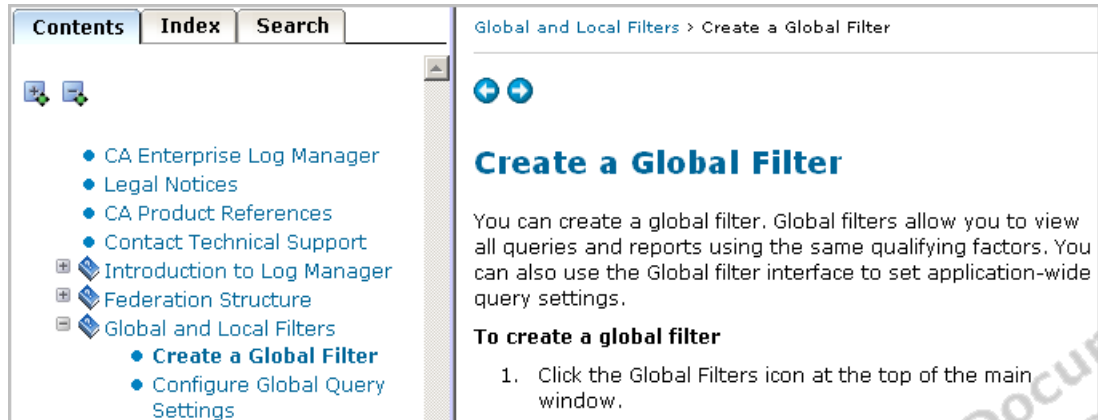 Contents Index Search
CA Enterprise Log Manager
Legal Notices
CA Product References
Contact Technical Support
Introduction to Log Manager
Federation Structure
Global and Local Filters
Create a Global Filter
Configure Global Query
Settings
Global and Local Filters > Create a Global Filter
Create a Global Filter
You can create a global filter. Global filters allow you to view
all queries and reports using the same qualifying factors. You
can also use the Global filter interface to set application-wide
query settings.
To create a global filter
1. Click the Global Filters icon at the top of the main
window.